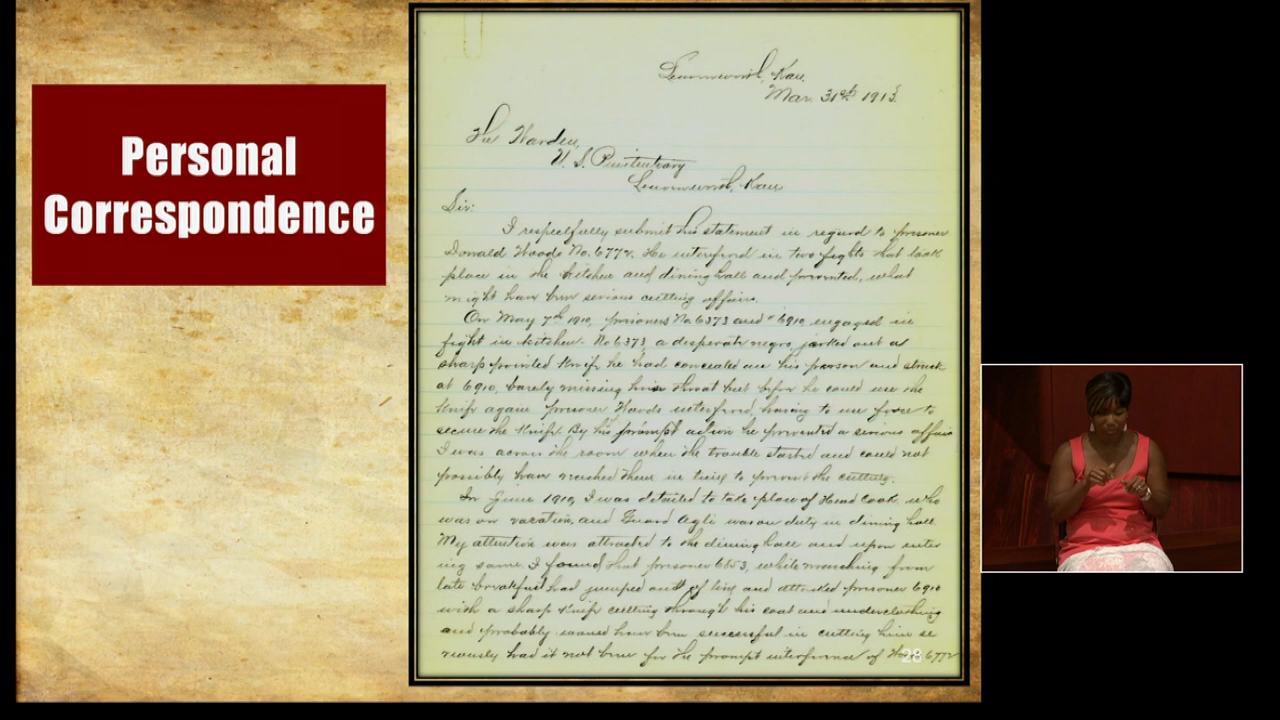 Personal
Correspondence
Leavenworth, Kan.
Mar. 31st 1913.
The Warden,
U. S. Penitentiary
Leavenworth, Kan.
Sir:
I respectfully submit this statement in regard to prisoner
Donald Woods No. 6772. He interfered in two fights that took
place in the kitchen and dining hall and prevented, what
might have been serious cutting affairs.
On May 7th 1910, prisoners No 6373 and " 6910 engaged in
fight in kitchen. No 6373, a desperate negro, jerked out a
sharp pointed knife he had concealed on his person and struck
at 6910, barely missing his throat but before he could use the
knife again prisoner Woods interfered, having to use force to
secure the knife. By his prompt action he prevented a serious affair
I was across the room when the trouble started and could not
possibly have reached them in time to prevent the cutting.
In June 1910, I was detailed to take place of Head Cook, who
was on vacation, and Guard was on duty in dining hall.
My attention was attracted to the dining hall and upon enter
ing same I found that prisoner 6653, while marching from
late breakfast had jumped out of line and attacked prisoner 6910
with a sharp knife cutting through his coat and underclothing
and probably would have been successful in cutting him se
riously had it not been for the prompt interference of 6772
28